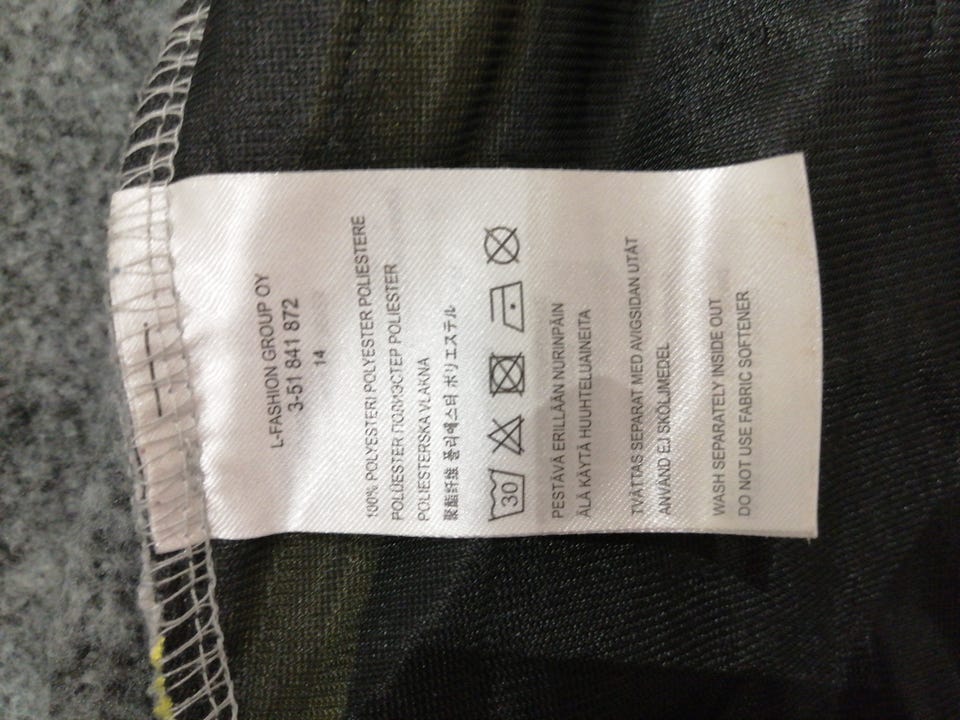 L-FASHION GROUP OY
3-51 841 872
14
100% POLYESTERI POLYESTER POLIESTERE
POLÜESTER ПОЛИЭСТЕР POLIESTER
POLIESTERSKA VLAKNA
聚酯纤维 폴리에스터 ポリエステル
30
PESTÄVÄ ERILLÄÄN NURINPÄIN
ÄLÄ KÄYTÄ HUUHTELUAINEITA
TVÄTTAS SEPARAT MED AVIGSIDAN UTÅT
ANVÄND EJ SKÖLJMEDEL
WASH SEPARATELY INSIDE OUT
DO NOT USE FABRIC SOFTENER